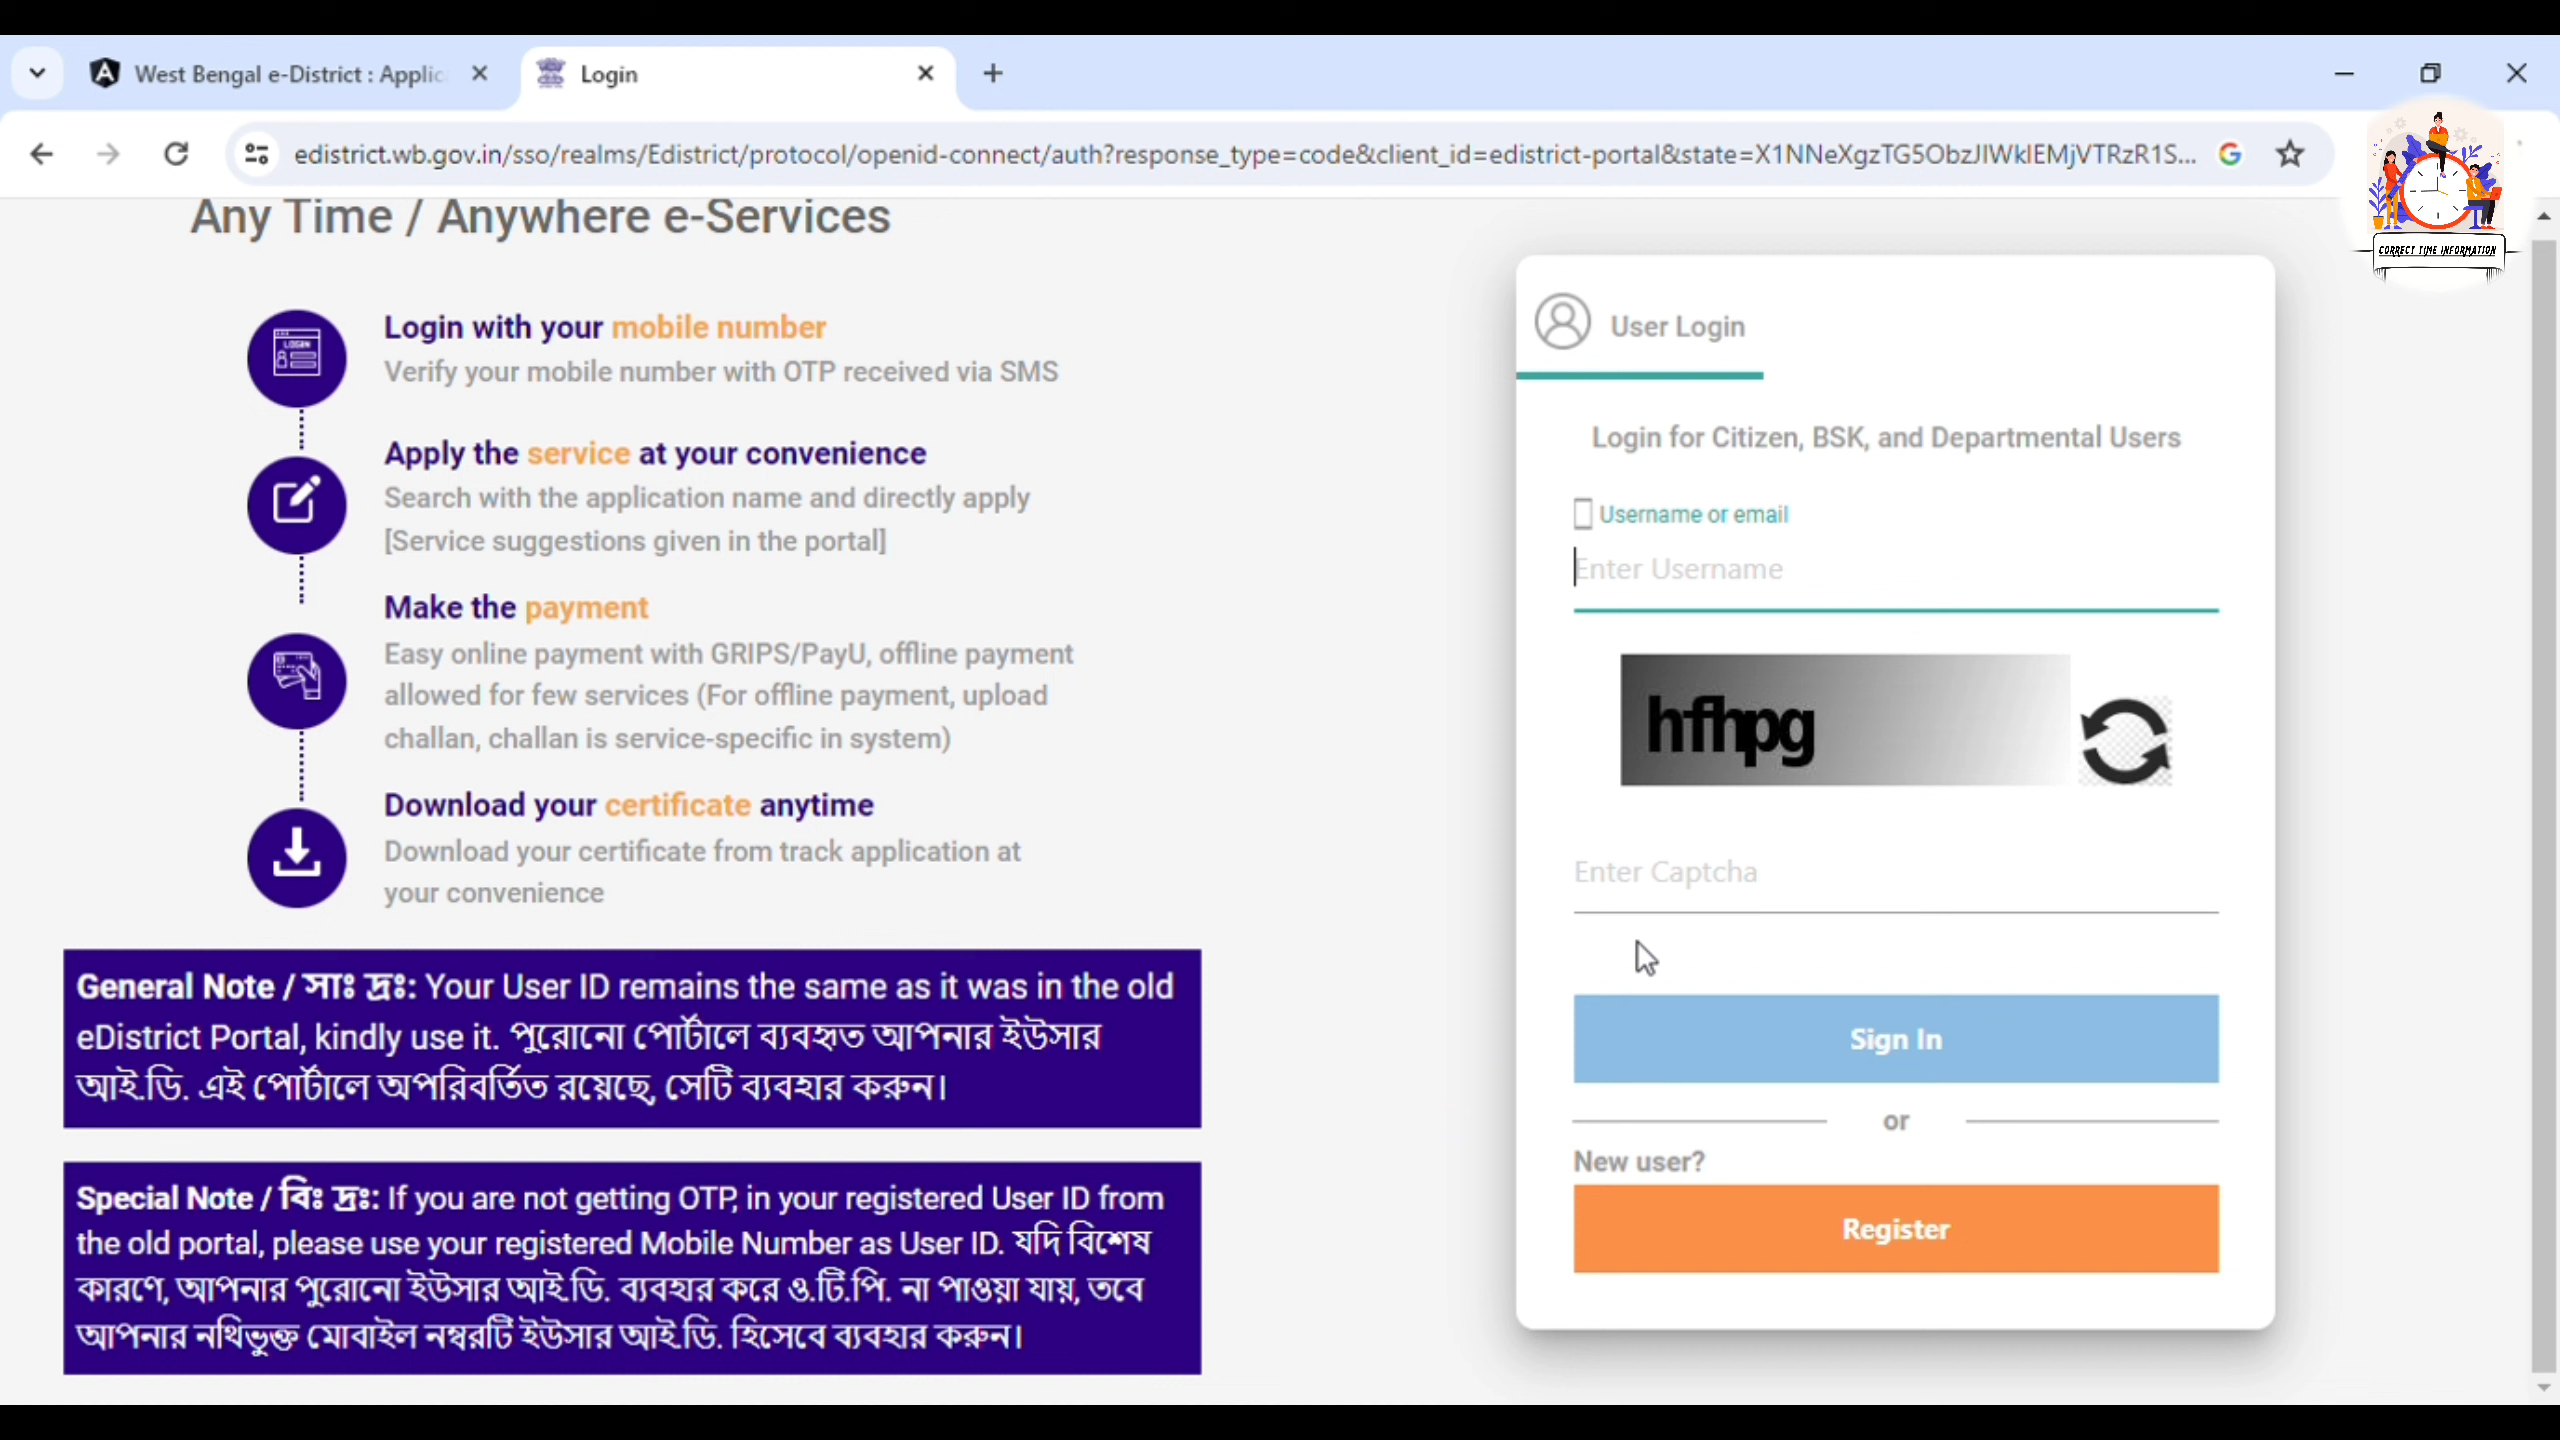 West Bengal e-District : Applic
Login
edistrict.wb.gov.in/sso/realms/Edistrict/protocol/openid-connect/auth?response_type=code&client_id=edistrict-portal&state=X1NNeXgzTG5ObzJIWklEMjVTRzR1S...
CORRECT TIME INFORMATION
Any Time / Anywhere e-Services
LOGIN
Login with your mobile number
Verify your mobile number with OTP received via SMS
Apply the service at your convenience
Search with the application name and directly apply
[Service suggestions given in the portal]
Make the payment
Easy online payment with GRIPS/PayU, offline payment
allowed for few services (For offline payment, upload
challan, challan is service-specific in system)
Download your certificate anytime
Download your certificate from track application at
your convenience
General Note / সাঃ দ্রঃ: Your User ID remains the same as it was in the old
eDistrict Portal, kindly use it. পুরোনো পোর্টালে ব্যবহৃত আপনার ইউসার
আই.ডি. এই পোর্টালে অপরিবর্তিত রয়েছে, সেটি ব্যবহার করুন।
Special Note / বিঃ দ্রঃ: If you are not getting OTP, in your registered User ID from
the old portal, please use your registered Mobile Number as User ID. যদি বিশেষ
কারণে, আপনার পুরোনো ইউসার আই.ডি. ব্যবহার করে ও.টি.পি. না পাওয়া যায়, তবে
আপনার নথিভুক্ত মোবাইল নম্বরটি ইউসার আই.ডি. হিসেবে ব্যবহার করুন।
User Login
Login for Citizen, BSK, and Departmental Users
Username or email
Enter Username
hfhpg
Enter Captcha
Sign In
or
New user?
Register